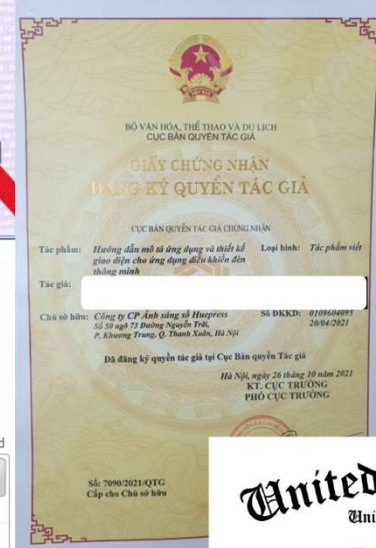 BỘ VĂN HÓA, THỂ THAO VÀ DU LỊCH
CỤC BẢN QUYỀN TÁC GIẢ
GIẤY CHỨNG NHẬN
ĐĂNG KÝ QUYỀN TÁC GIẢ
CỤC BẢN QUYỀN TÁC GIẢ CHỨNG NHẬN
Tác phẩm: Hướng dẫn mô tả ứng dụng và thiết kế Loại hình: Tác phẩm viết
giao diện cho ứng dụng điều khiển đèn
thông minh
Tác giả:
Chủ sở hữu: Công ty CP Ánh sáng số Huepress Số ĐKKD: 0109604095
Số 50 ngõ 73 Đường Nguyễn Trãi, 20/04/2021
P. Khương Trung, Q. Thanh Xuân, Hà Nội
Đã đăng ký quyền tác giả tại Cục Bản quyền Tác giả
Hà Nội, ngày 26 tháng 10 năm 2021
KT. CỤC TRƯỞNG
PHÓ CỤC TRƯỞNG
Số: 7090/2021/QTG
Cấp cho Chủ sở hữu
United
Uni